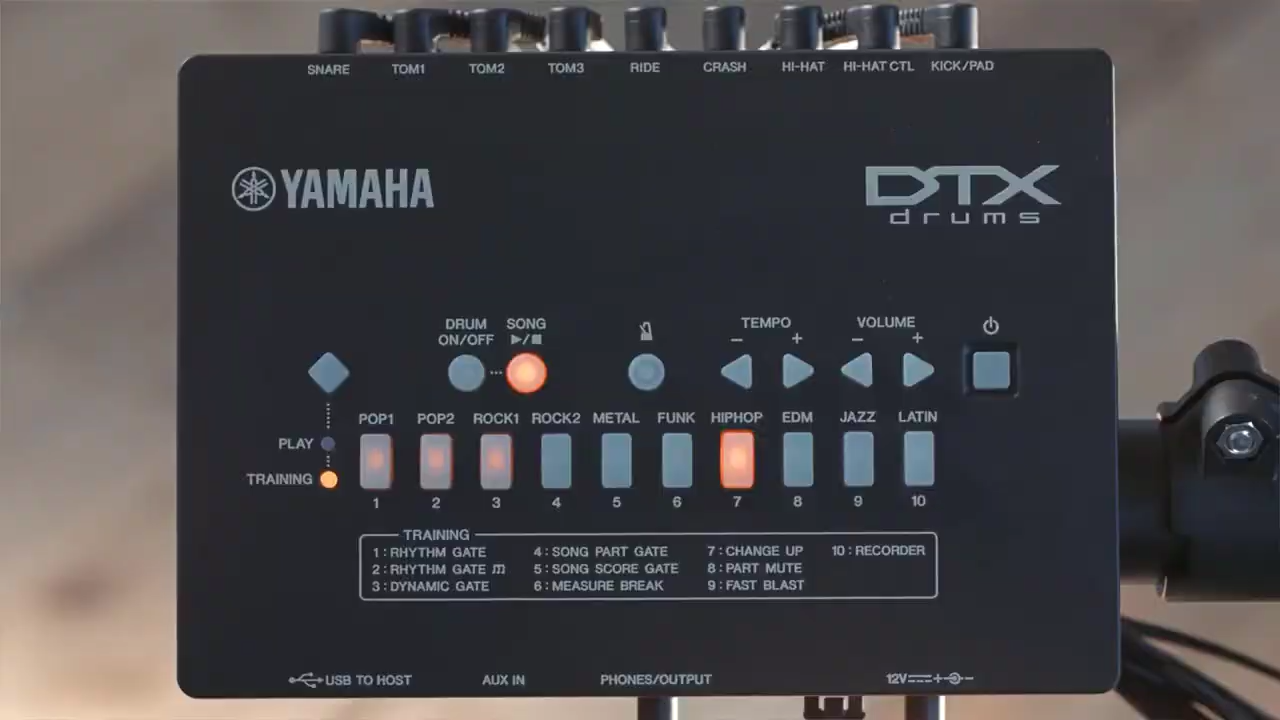 SNARE TOM1 TOM2 TOM3 RIDE CRASH HI-HAT HI-HAT CTL KICK/PAD
YAMAHA
DTX
drums
DRUM ON/OFF
SONG ▶/■
TEMPO
− +
VOLUME
− +
POP1 POP2 ROCK1 ROCK2 METAL FUNK HIPHOP EDM JAZZ LATIN
PLAY
TRAINING
1 2 3 4 5 6 7 8 9 10
TRAINING
1 : RHYTHM GATE 4 : SONG PART GATE 7 : CHANGE UP 10 : RECORDER
2 : RHYTHM GATE 5 : SONG SCORE GATE 8 : PART MUTE
3 : DYNAMIC GATE 6 : MEASURE BREAK 9 : FAST BLAST
USB TO HOST AUX IN PHONES/OUTPUT 12V